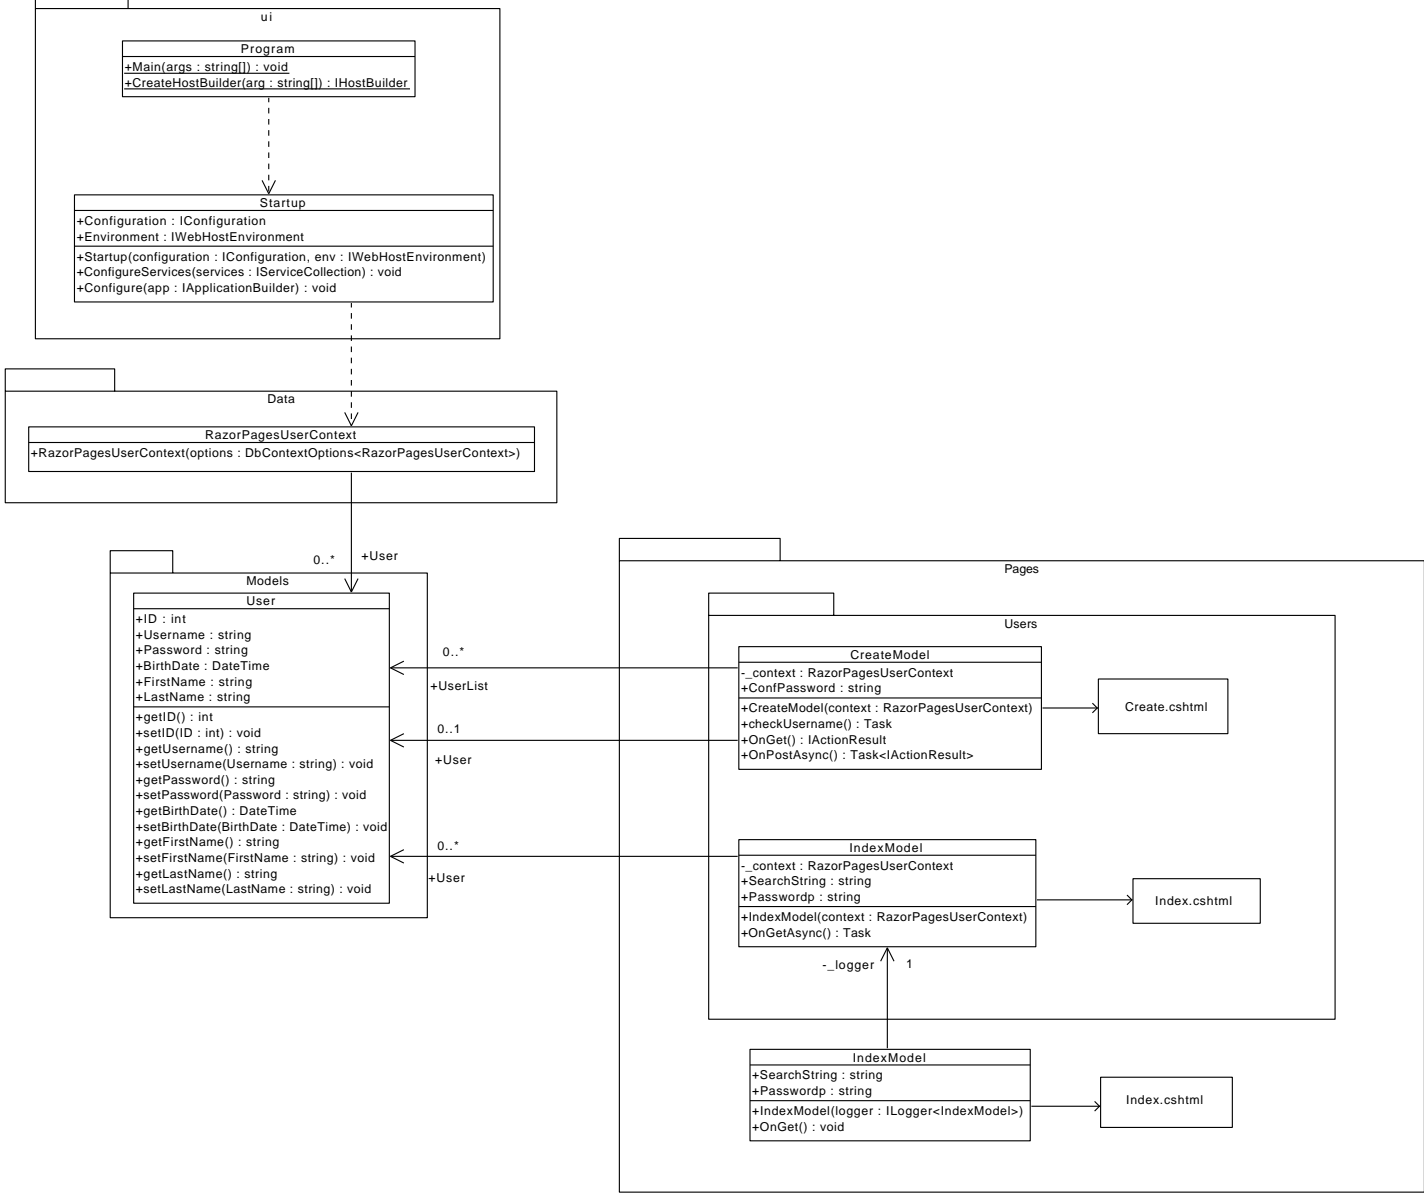 ui
Program
+Main(args : string[]) : void
+CreateHostBuilder(arg : string[]) : IHostBuilder
Startup
+Configuration : IConfiguration
+Environment : IWebHostEnvironment
+Startup(configuration : IConfiguration, env : IWebHostEnvironment)
+ConfigureServices(services : IServiceCollection) : void
+Configure(app : IApplicationBuilder) : void
Data
RazorPagesUserContext
+RazorPagesUserContext(options : DbContextOptions<RazorPagesUserContext>)
0..*
+User
Models
User
+ID : int
+Username : string
+Password : string
+BirthDate : DateTime
+FirstName : string
+LastName : string
+getID() : int
+setID(ID : int) : void
+getUsername() : string
+setUsername(Username : string) : void
+getPassword() : string
+setPassword(Password : string) : void
+getBirthDate() : DateTime
+setBirthDate(BirthDate : DateTime) : void
+getFirstName() : string
+setFirstName(FirstName : string) : void
+getLastName() : string
+setLastName(LastName : string) : void
0..*
+UserList
0..1
+User
0..*
+User
Pages
Users
CreateModel
-_context : RazorPagesUserContext
+ConfPassword : string
+CreateModel(context : RazorPagesUserContext)
+checkUsername() : Task
+OnGet() : IActionResult
+OnPostAsync() : Task<IActionResult>
Create.cshtml
IndexModel
-_context : RazorPagesUserContext
+SearchString : string
+Passwordp : string
+IndexModel(context : RazorPagesUserContext)
+OnGetAsync() : Task
Index.cshtml
-_logger
1
IndexModel
+SearchString : string
+Passwordp : string
+IndexModel(logger : ILogger<IndexModel>)
+OnGet() : void
Index.cshtml